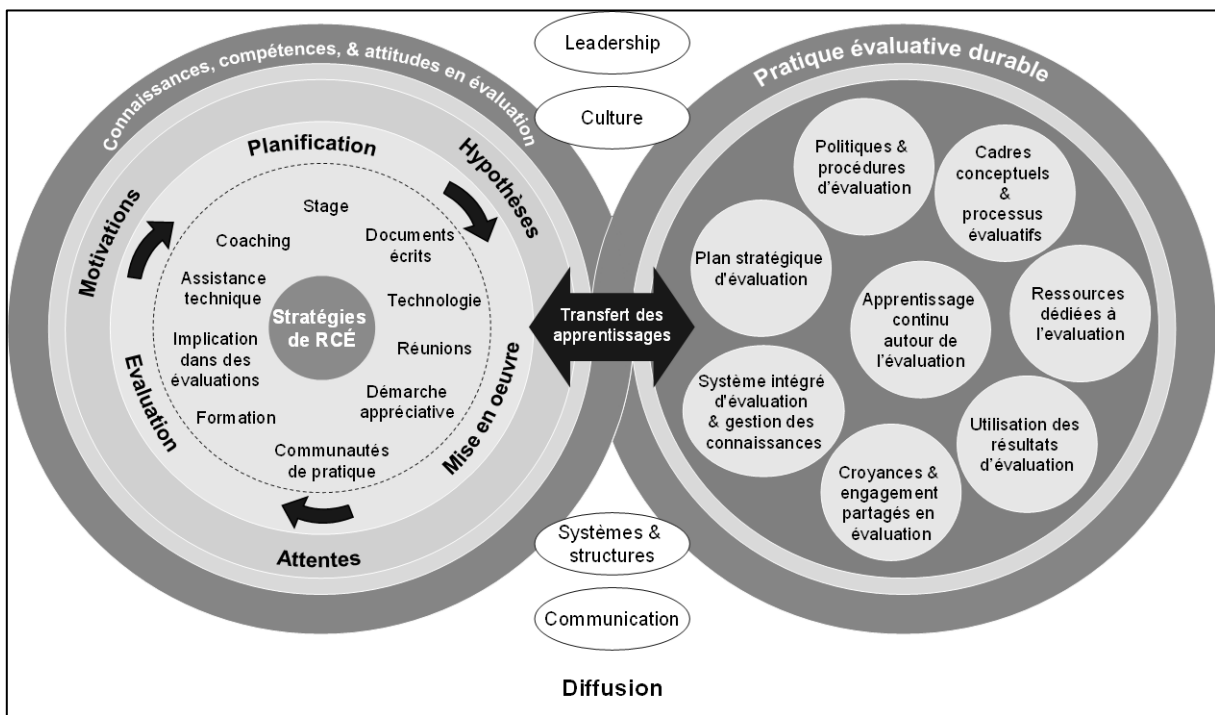 Leadership
Culture
Connaissances, compétences, & attitudes en évaluation
Motivations
Hypothèses
Attentes
Planification
Mise en oeuvre
Evaluation
Stage
Coaching
Documents
écrits
Assistance
technique
Technologie
Stratégies
de RCÉ
Implication
dans des
évaluations
Réunions
Formation
Démarche
appréciative
Communautés
de pratique
Transfert des
apprentissages
Pratique évaluative durable
Politiques &
procédures
d'évaluation
Cadres
conceptuels
&
processus
évaluatifs
Plan stratégique
d'évaluation
Apprentissage
continu
autour de
l'évaluation
Ressources
dédiées à
l'evaluation
Système intégré
d'évaluation
& gestion des
connaissances
Utilisation des
résultats
d'évaluation
Croyances &
engagement
partagés en
évaluation
Systèmes &
structures
Communication
Diffusion